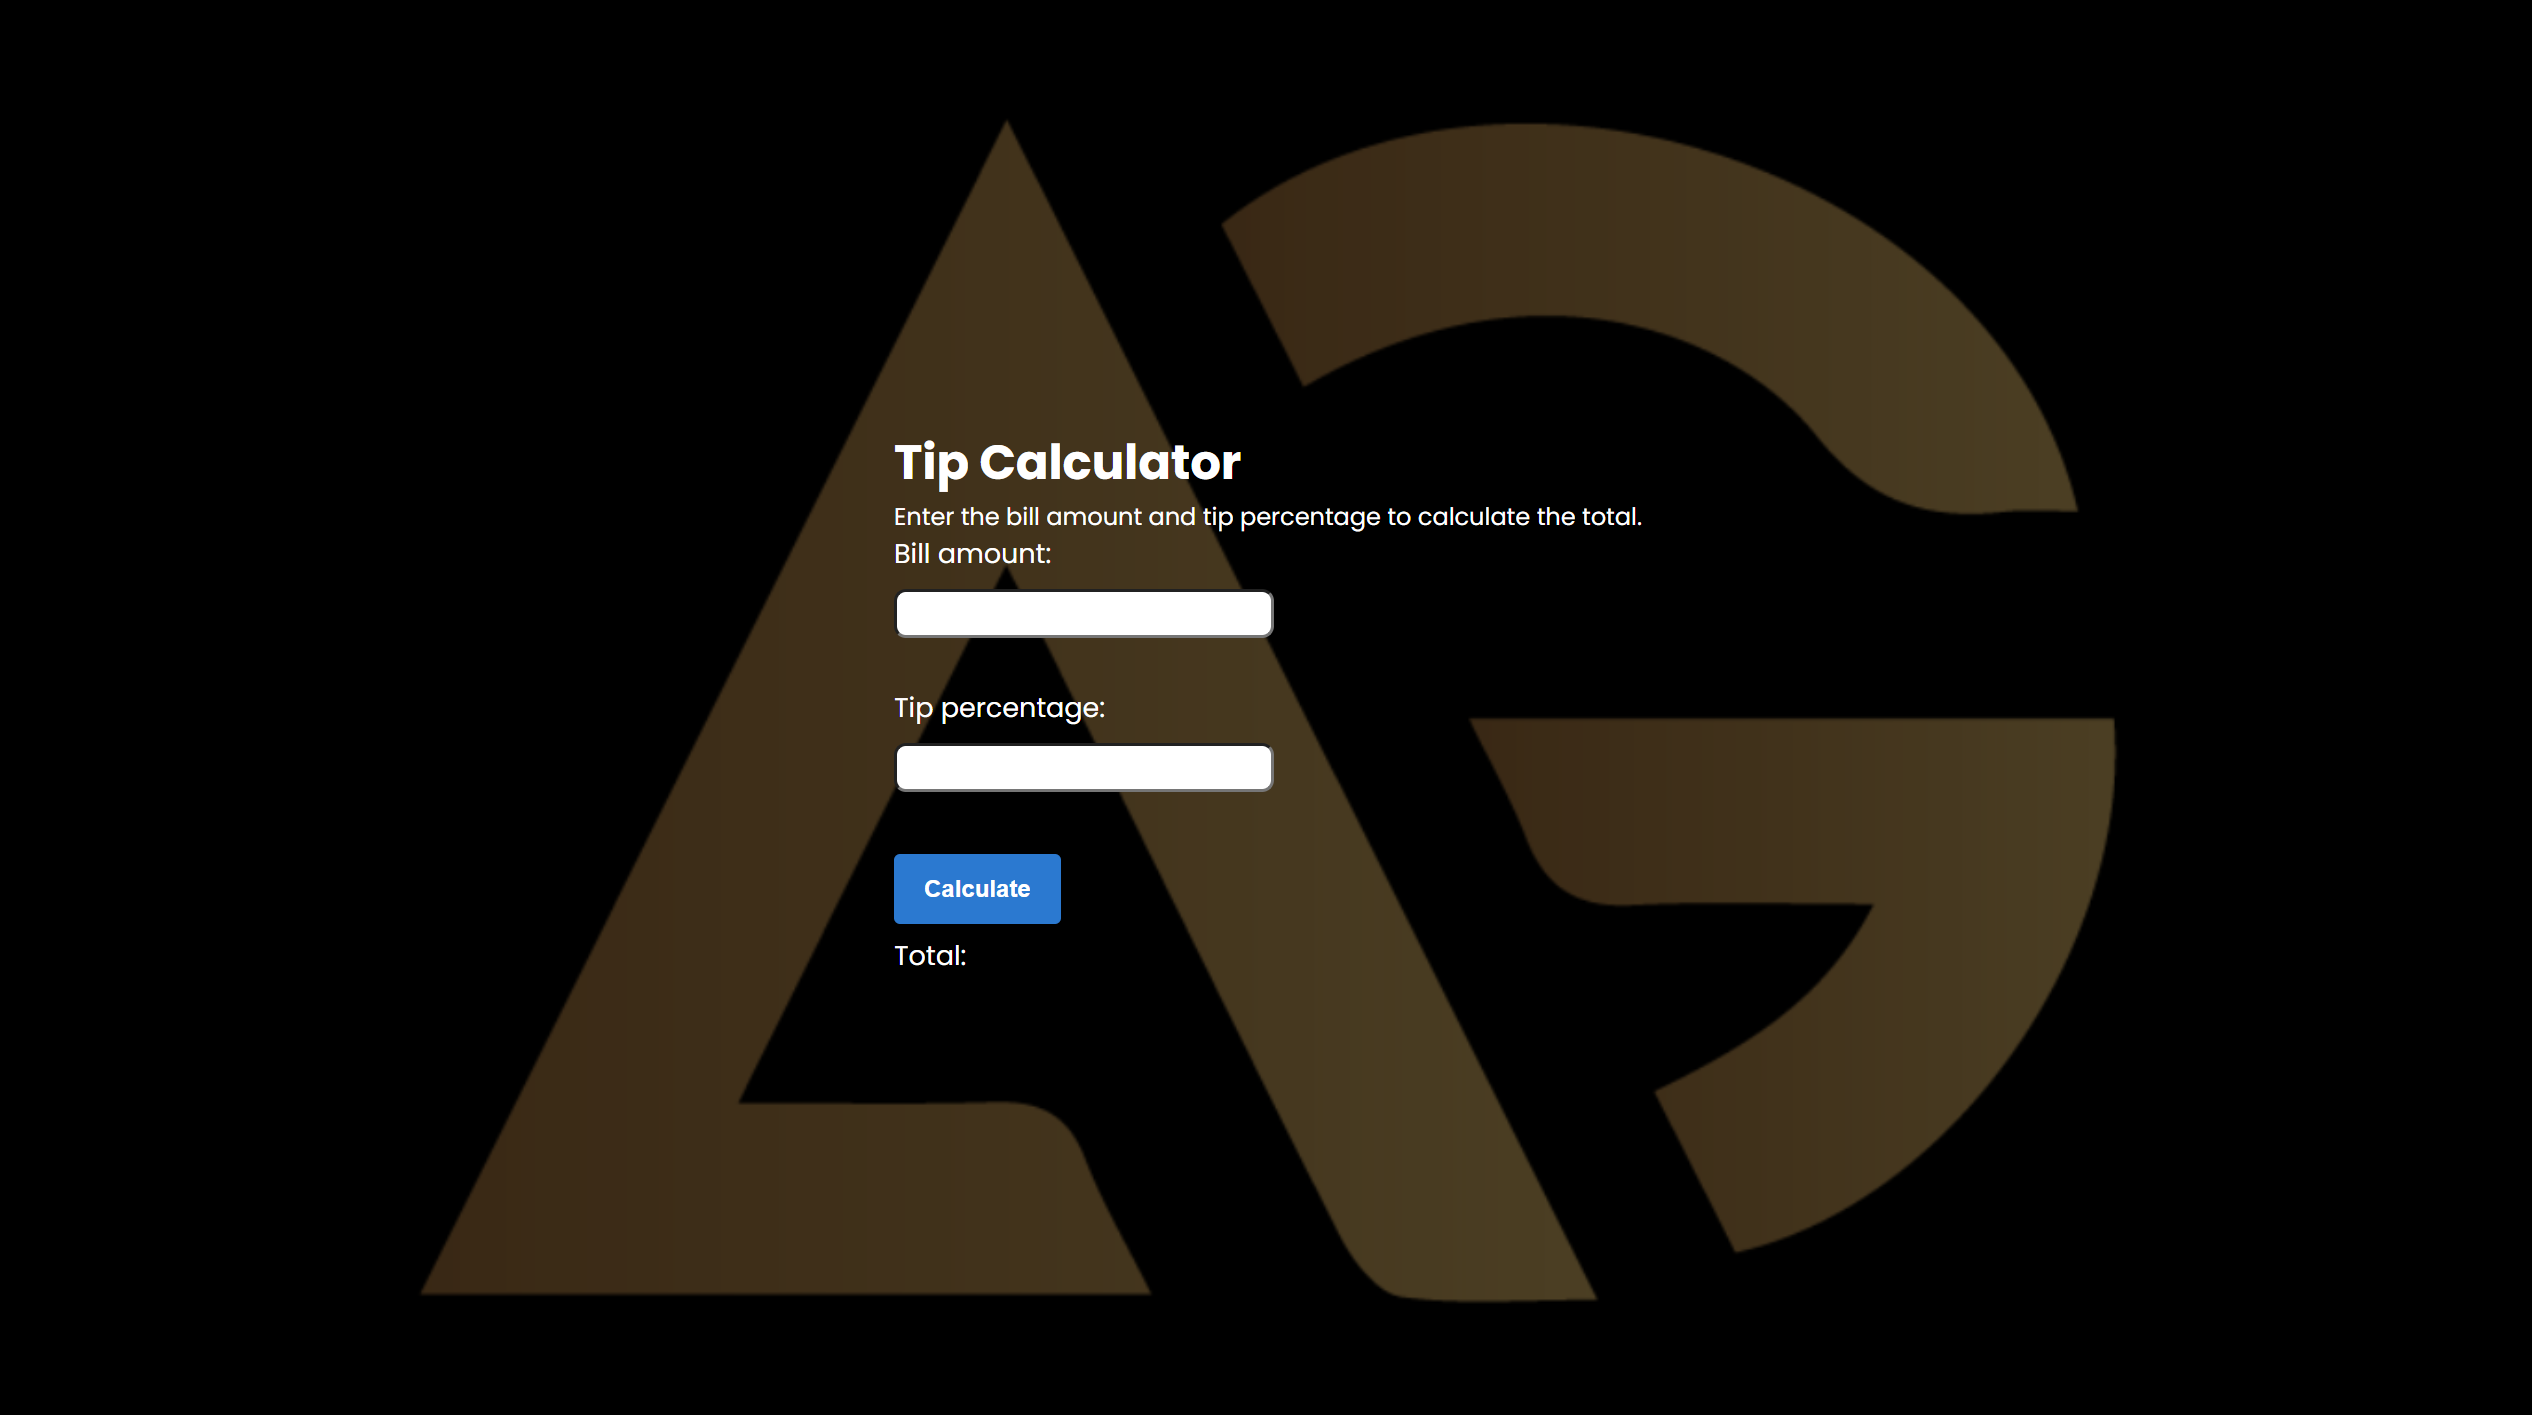 AG
Tip Calculator
Enter the bill amount and tip percentage to calculate the total.
Bill amount:
Tip percentage:
Calculate
Total: